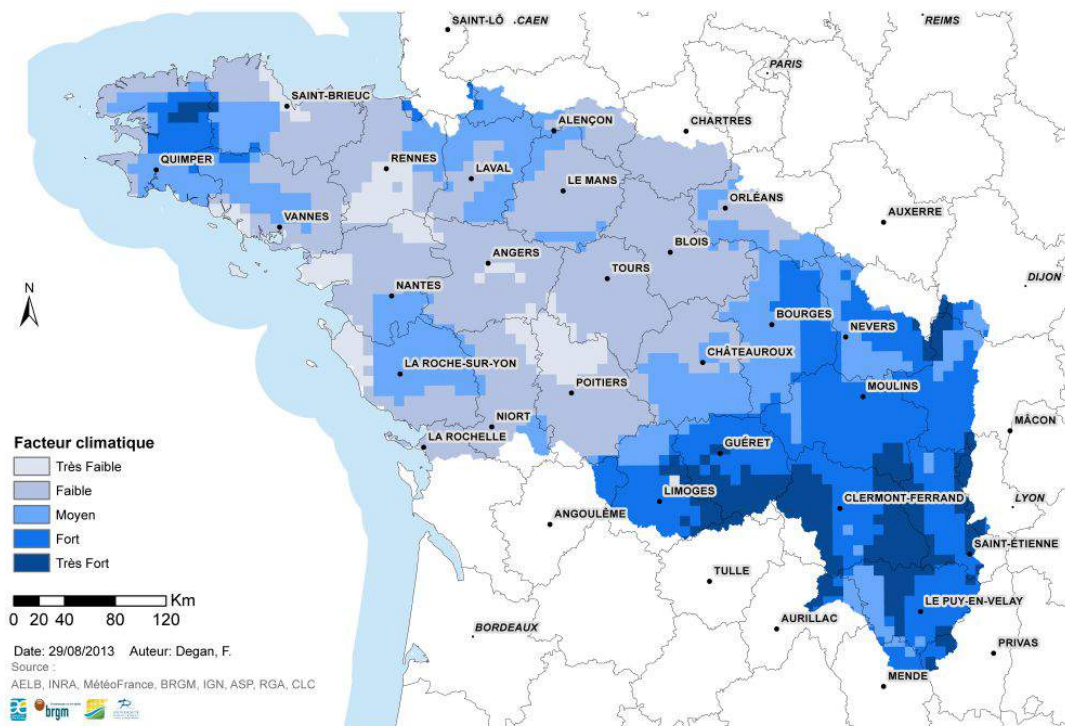 SAINT-LÔ
CAEN
REIMS
PARIS
SAINT-BRIEUC
ALENÇON
CHARTRES
QUIMPER
RENNES
LAVAL
LE MANS
ORLÉANS
AUXERRE
VANNES
BLOIS
ANGERS
TOURS
DIJON
N
NANTES
BOURGES
NEVERS
LA ROCHE-SUR-YON
CHÂTEAUROUX
POITIERS
MOULINS
NIORT
MÂCON
LA ROCHELLE
GUÉRET
LIMOGES
CLERMONT-FERRAND
LYON
ANGOULÊME
SAINT-ÉTIENNE
TULLE
LE PUY-EN-VELAY
BORDEAUX
AURILLAC
PRIVAS
MENDE
Facteur climatique
Très Faible
Faible
Moyen
Fort
Très Fort
Km
0 20 40 80 120
Date: 29/08/2013 Auteur: Degan, F.
Source :
AELB, INRA, MétéoFrance, BRGM, IGN, ASP, RGA, CLC
brgm